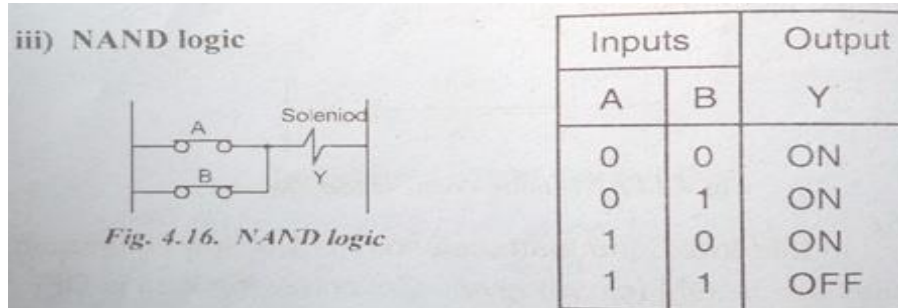 iii) NAND logic
A
Soleniod
B
Y
Fig. 4.16. NAND logic
Inputs Output
A B Y
0 0 ON
0 1 ON
1 0 ON
1 1 OFF